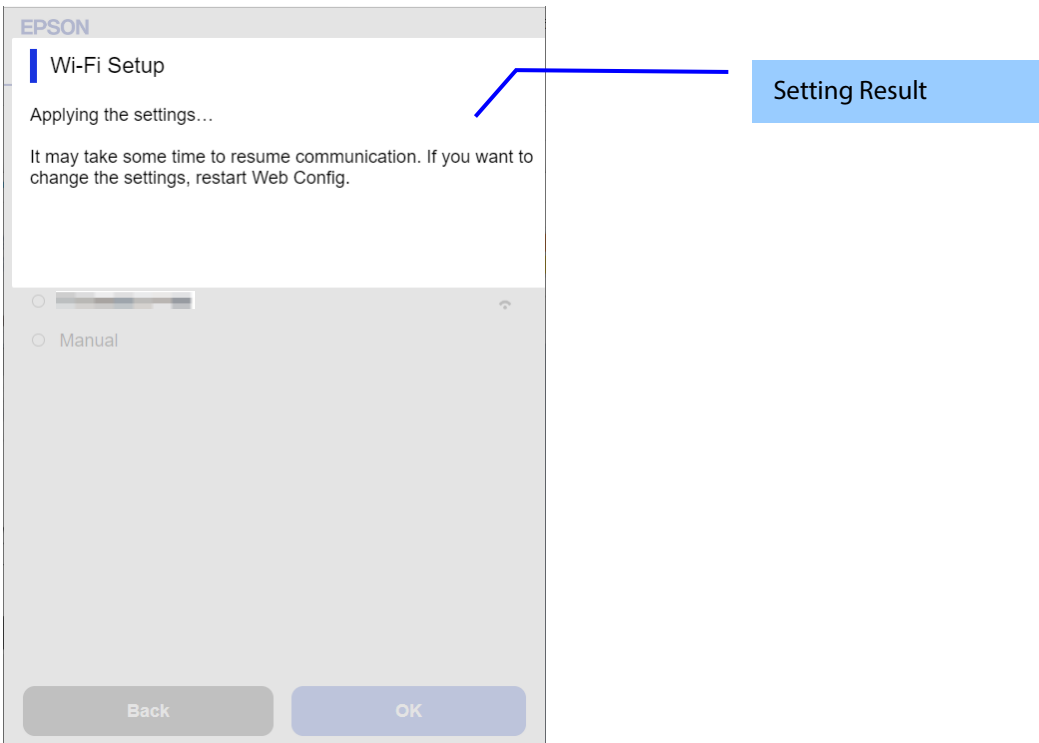 EPSON
Wi-Fi Setup
Setting Result
Applying the settings…
It may take some time to resume communication. If you want to
change the settings, restart Web Config.
Manual
Back
OK